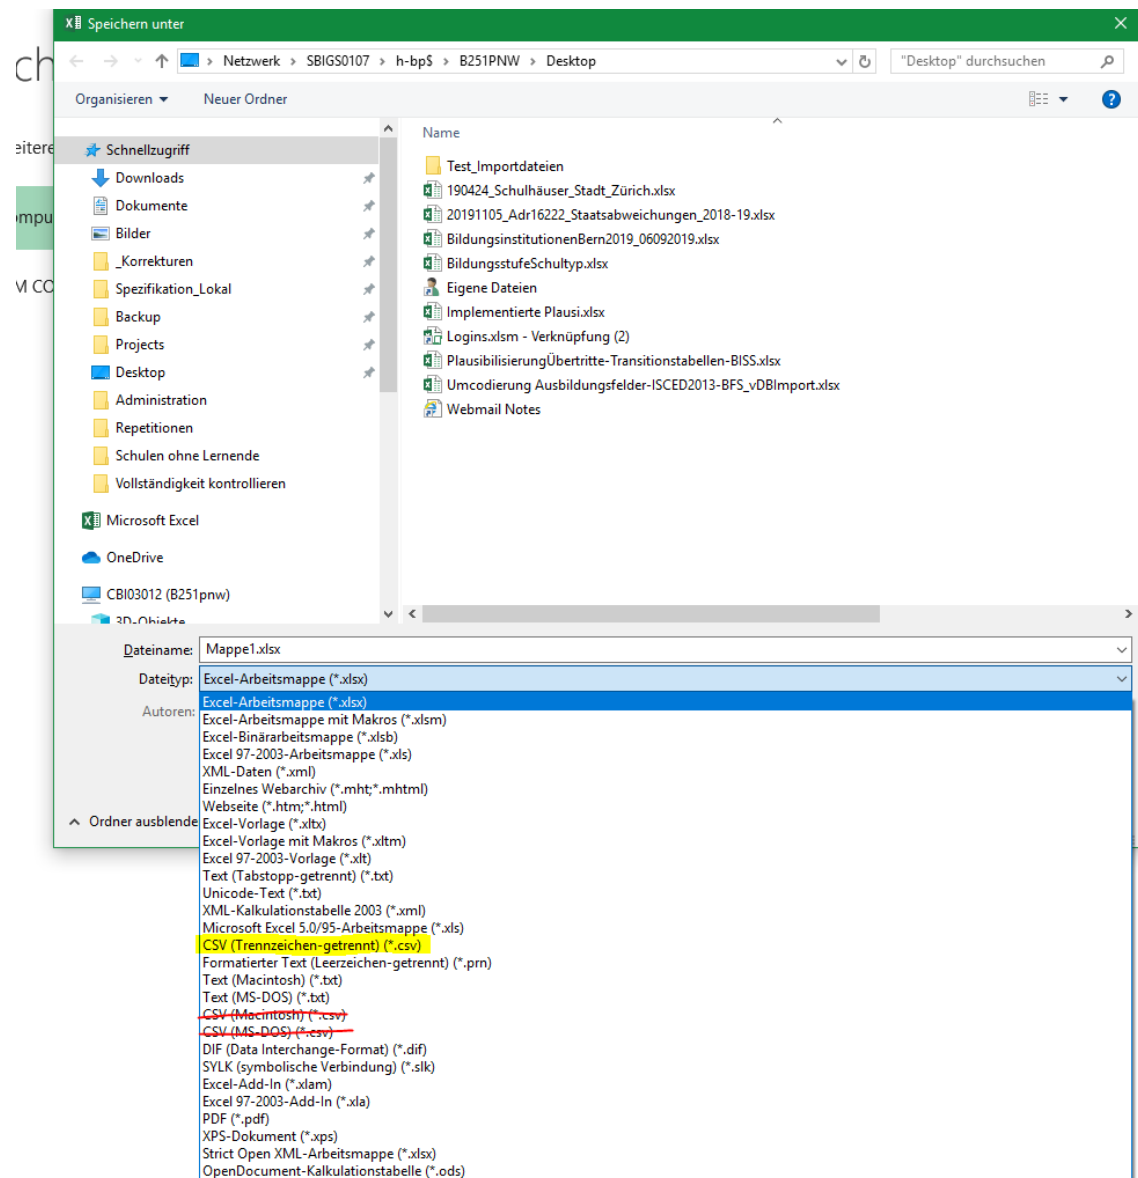 Speichern unter
ch
Netzwerk > SBIGS0107 > h-bp$ > B251PNW > Desktop
"Desktop" durchsuchen
Organisieren
Neuer Ordner
eitere
ompu
M CO
Schnellzugriff
Downloads
Dokumente
Bilder
_Korrekturen
Spezifikation_Lokal
Backup
Projects
Desktop
Administration
Repetitionen
Schulen ohne Lernende
Vollständigkeit kontrollieren
Microsoft Excel
OneDrive
CBI03012 (B251pnw)
3D-Objekte
Name
Test_Importdateien
190424_Schulhäuser_Stadt_Zürich.xlsx
20191105_Adr16222_Staatsabweichungen_2018-19.xlsx
BildungsinstitutionenBern2019_06092019.xlsx
BildungsstufeSchultyp.xlsx
Eigene Dateien
Implementierte Plausi.xlsx
Logins.xlsm - Verknüpfung (2)
PlausibilisierungÜbertritte-Transitionstabellen-BISS.xlsx
Umcodierung Ausbildungsfelder-ISCED2013-BFS_vDBImport.xlsx
Webmail Notes
Dateiname: Mappe1.xlsx
Dateityp: Excel-Arbeitsmappe (*.xlsx)
Autoren:
Ordner ausblende
Excel-Arbeitsmappe (*.xlsx)
Excel-Arbeitsmappe mit Makros (*.xlsm)
Excel-Binärarbeitsmappe (*.xlsb)
Excel 97-2003-Arbeitsmappe (*.xls)
XML-Daten (*.xml)
Einzelnes Webarchiv (*.mht;*.mhtml)
Webseite (*.htm;*.html)
Excel-Vorlage (*.xltx)
Excel-Vorlage mit Makros (*.xltm)
Excel 97-2003-Vorlage (*.xlt)
Text (Tabstopp-getrennt) (*.txt)
Unicode-Text (*.txt)
XML-Kalkulationstabelle 2003 (*.xml)
Microsoft Excel 5.0/95-Arbeitsmappe (*.xls)
CSV (Trennzeichen-getrennt) (*.csv)
Formatierter Text (Leerzeichen-getrennt) (*.prn)
Text (Macintosh) (*.txt)
Text (MS-DOS) (*.txt)
CSV (Macintosh) (*.csv)
CSV (MS-DOS) (*.csv)
DIF (Data Interchange-Format) (*.dif)
SYLK (symbolische Verbindung) (*.slk)
Excel-Add-In (*.xlam)
Excel 97-2003-Add-In (*.xla)
PDF (*.pdf)
XPS-Dokument (*.xps)
Strict Open XML-Arbeitsmappe (*.xlsx)
OpenDocument-Kalkulationstabelle (*.ods)